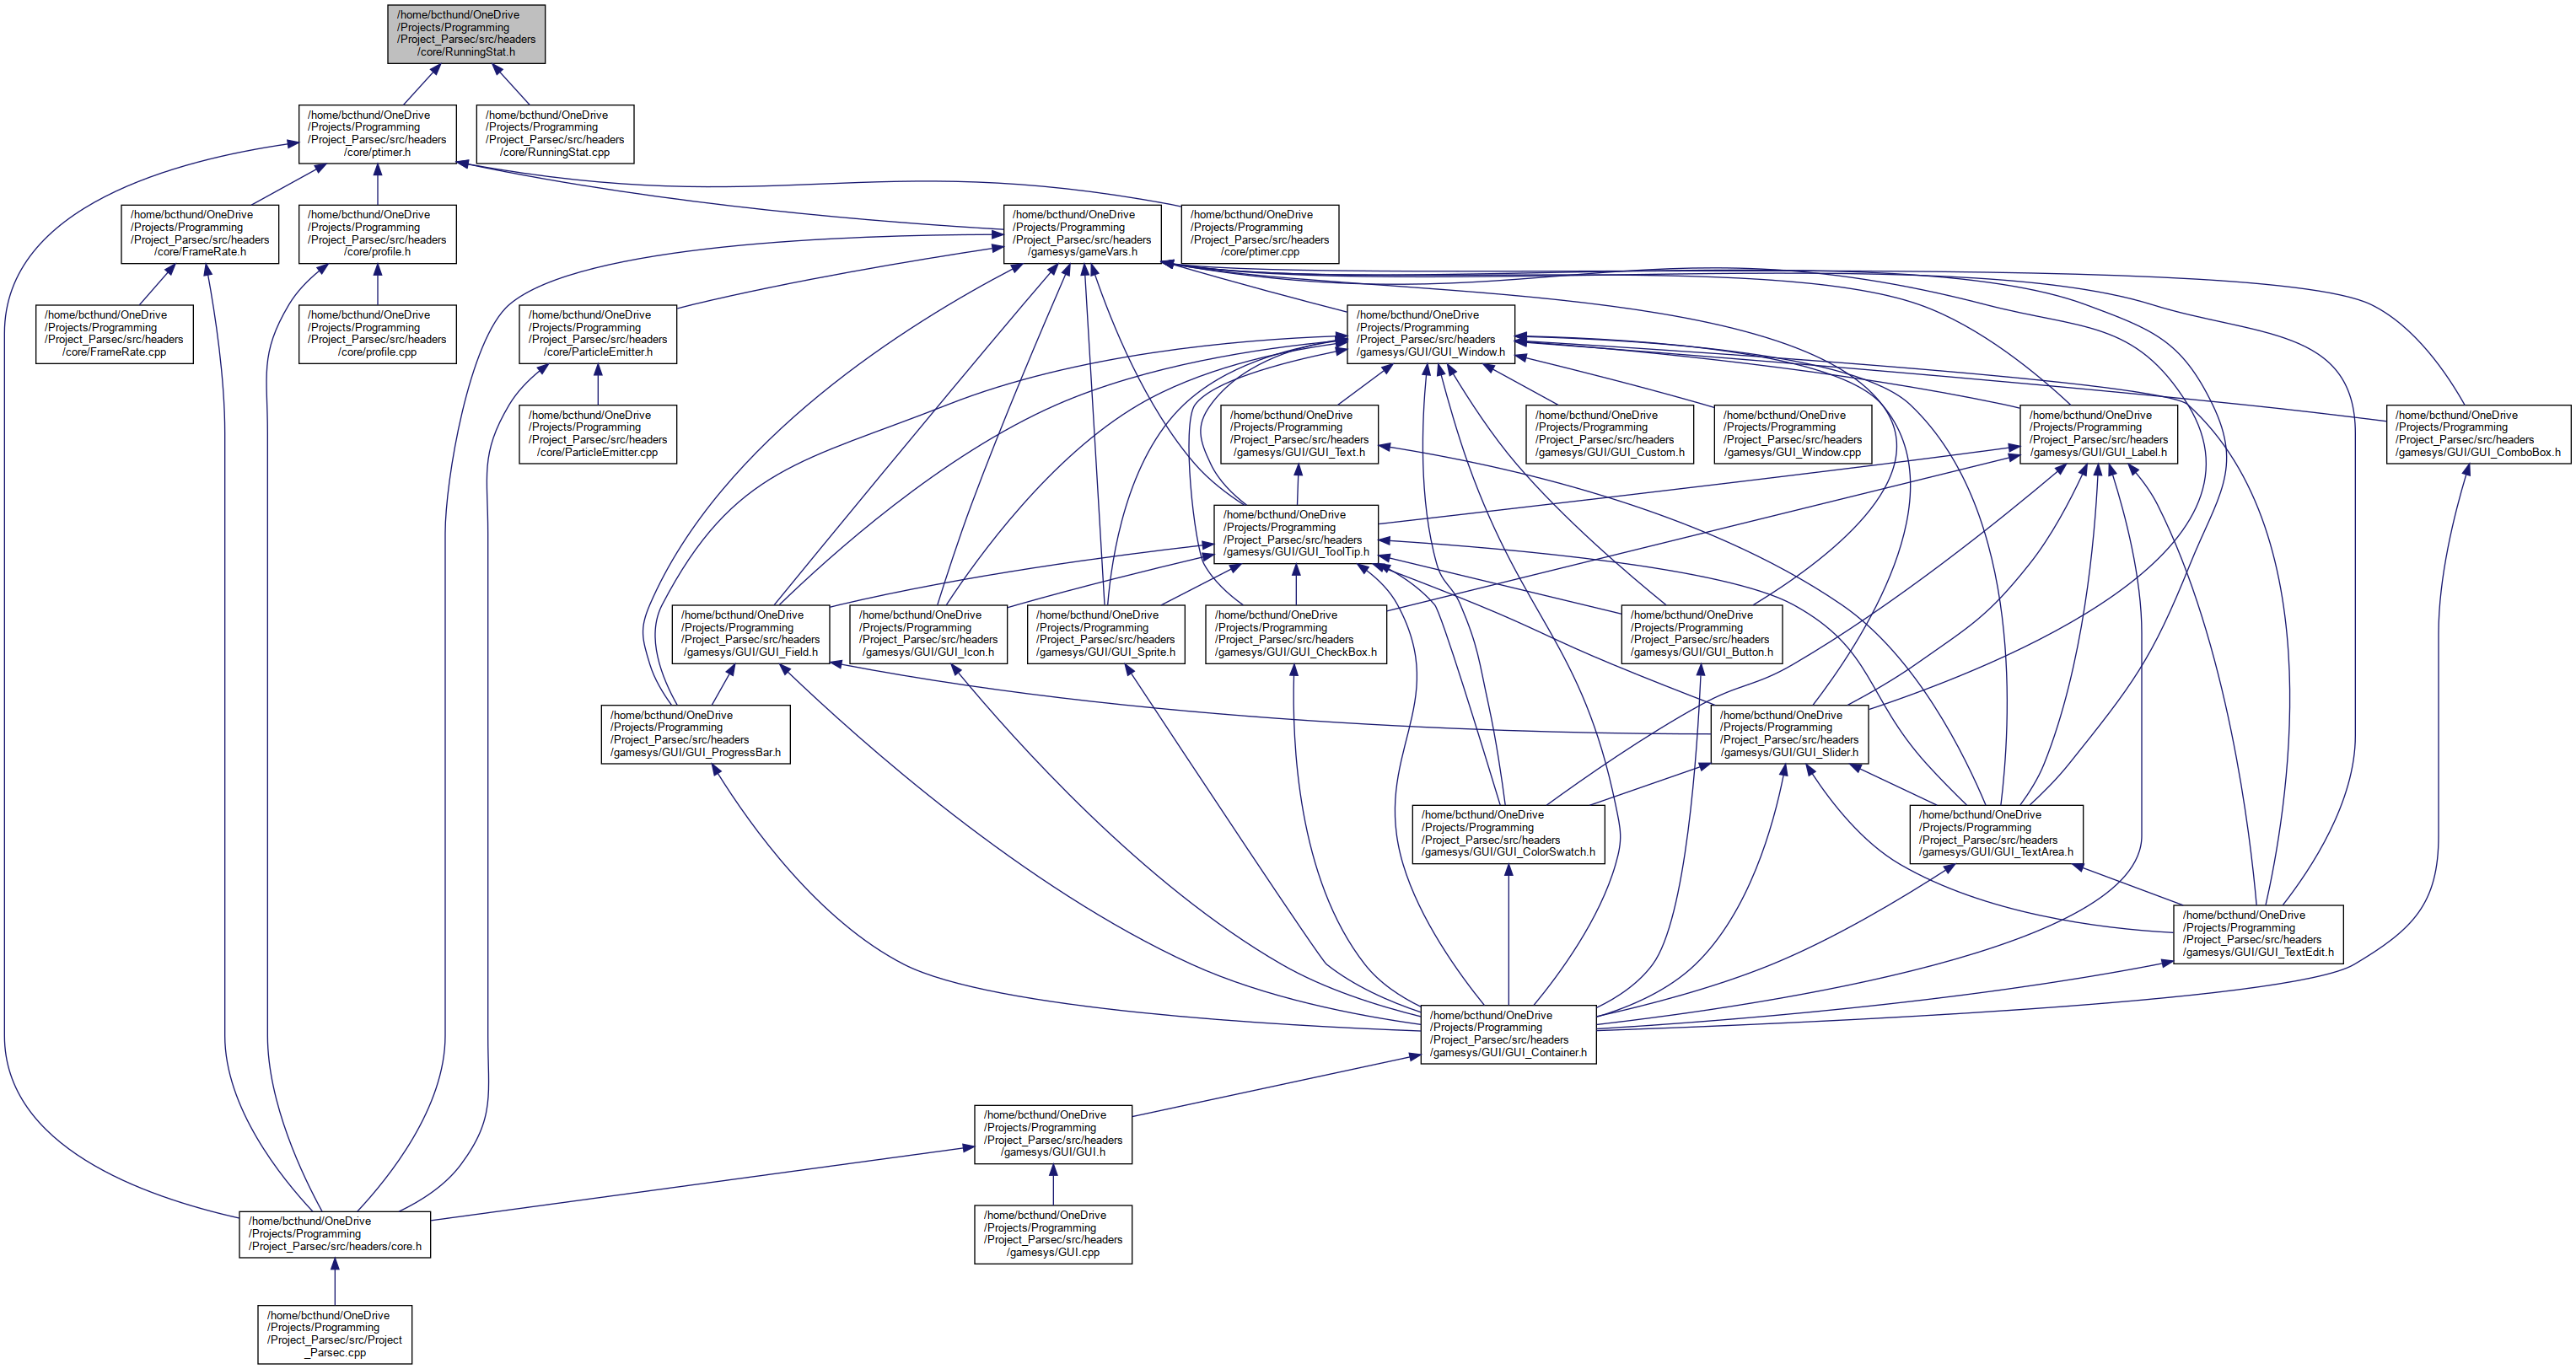 /home/bcthund/OneDrive
/Projects/Programming
/Project_Parsec/src/headers
/core/RunningStat.h
/home/bcthund/OneDrive
/Projects/Programming
/Project_Parsec/src/headers
/core/ptimer.h
/home/bcthund/OneDrive
/Projects/Programming
/Project_Parsec/src/headers
/core/RunningStat.cpp
/home/bcthund/OneDrive
/Projects/Programming
/Project_Parsec/src/headers
/core/FrameRate.h
/home/bcthund/OneDrive
/Projects/Programming
/Project_Parsec/src/headers
/core/profile.h
/home/bcthund/OneDrive
/Projects/Programming
/Project_Parsec/src/headers
/gamesys/gameVars.h
/home/bcthund/OneDrive
/Projects/Programming
/Project_Parsec/src/headers
/core/ptimer.cpp
/home/bcthund/OneDrive
/Projects/Programming
/Project_Parsec/src/headers
/core/FrameRate.cpp
/home/bcthund/OneDrive
/Projects/Programming
/Project_Parsec/src/headers
/core/profile.cpp
/home/bcthund/OneDrive
/Projects/Programming
/Project_Parsec/src/headers
/core/ParticleEmitter.h
/home/bcthund/OneDrive
/Projects/Programming
/Project_Parsec/src/headers
/gamesys/GUI/GUI_Window.h
/home/bcthund/OneDrive
/Projects/Programming
/Project_Parsec/src/headers
/core/ParticleEmitter.cpp
/home/bcthund/OneDrive
/Projects/Programming
/Project_Parsec/src/headers
/gamesys/GUI/GUI_Text.h
/home/bcthund/OneDrive
/Projects/Programming
/Project_Parsec/src/headers
/gamesys/GUI/GUI_Custom.h
/home/bcthund/OneDrive
/Projects/Programming
/Project_Parsec/src/headers
/gamesys/GUI_Window.cpp
/home/bcthund/OneDrive
/Projects/Programming
/Project_Parsec/src/headers
/gamesys/GUI/GUI_Label.h
/home/bcthund/OneDrive
/Projects/Programming
/Project_Parsec/src/headers
/gamesys/GUI/GUI_ComboBox.h
/home/bcthund/OneDrive
/Projects/Programming
/Project_Parsec/src/headers
/gamesys/GUI/GUI_ToolTip.h
/home/bcthund/OneDrive
/Projects/Programming
/Project_Parsec/src/headers
/gamesys/GUI/GUI_Field.h
/home/bcthund/OneDrive
/Projects/Programming
/Project_Parsec/src/headers
/gamesys/GUI/GUI_Icon.h
/home/bcthund/OneDrive
/Projects/Programming
/Project_Parsec/src/headers
/gamesys/GUI/GUI_Sprite.h
/home/bcthund/OneDrive
/Projects/Programming
/Project_Parsec/src/headers
/gamesys/GUI/GUI_CheckBox.h
/home/bcthund/OneDrive
/Projects/Programming
/Project_Parsec/src/headers
/gamesys/GUI/GUI_Button.h
/home/bcthund/OneDrive
/Projects/Programming
/Project_Parsec/src/headers
/gamesys/GUI/GUI_ProgressBar.h
/home/bcthund/OneDrive
/Projects/Programming
/Project_Parsec/src/headers
/gamesys/GUI/GUI_Slider.h
/home/bcthund/OneDrive
/Projects/Programming
/Project_Parsec/src/headers
/gamesys/GUI/GUI_ColorSwatch.h
/home/bcthund/OneDrive
/Projects/Programming
/Project_Parsec/src/headers
/gamesys/GUI/GUI_TextArea.h
/home/bcthund/OneDrive
/Projects/Programming
/Project_Parsec/src/headers
/gamesys/GUI/GUI_TextEdit.h
/home/bcthund/OneDrive
/Projects/Programming
/Project_Parsec/src/headers
/gamesys/GUI/GUI_Container.h
/home/bcthund/OneDrive
/Projects/Programming
/Project_Parsec/src/headers
/gamesys/GUI/GUI.h
/home/bcthund/OneDrive
/Projects/Programming
/Project_Parsec/src/headers/core.h
/home/bcthund/OneDrive
/Projects/Programming
/Project_Parsec/src/headers
/gamesys/GUI.cpp
/home/bcthund/OneDrive
/Projects/Programming
/Project_Parsec/src/Project
_Parsec.cpp